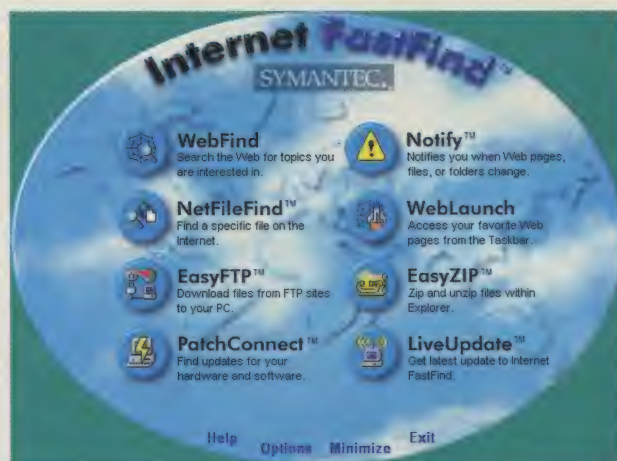 Internet FastFind™
SYMANTEC.
WebFind
Search the Web for topics you
are interested in.
NetFileFind™
Find a specific file on the
Internet.
EasyFTP™
Download files from FTP sites
to your PC.
PatchConnect™
Find updates for your
hardware and software.
Notify™
Notifies you when Web pages,
files, or folders change.
WebLaunch
Access your favorite Web
pages from the Taskbar.
EasyZIP™
Zip and unzip files within
Explorer.
LiveUpdate™
Get latest update to Internet
FastFind.
Help Options Minimize Exit